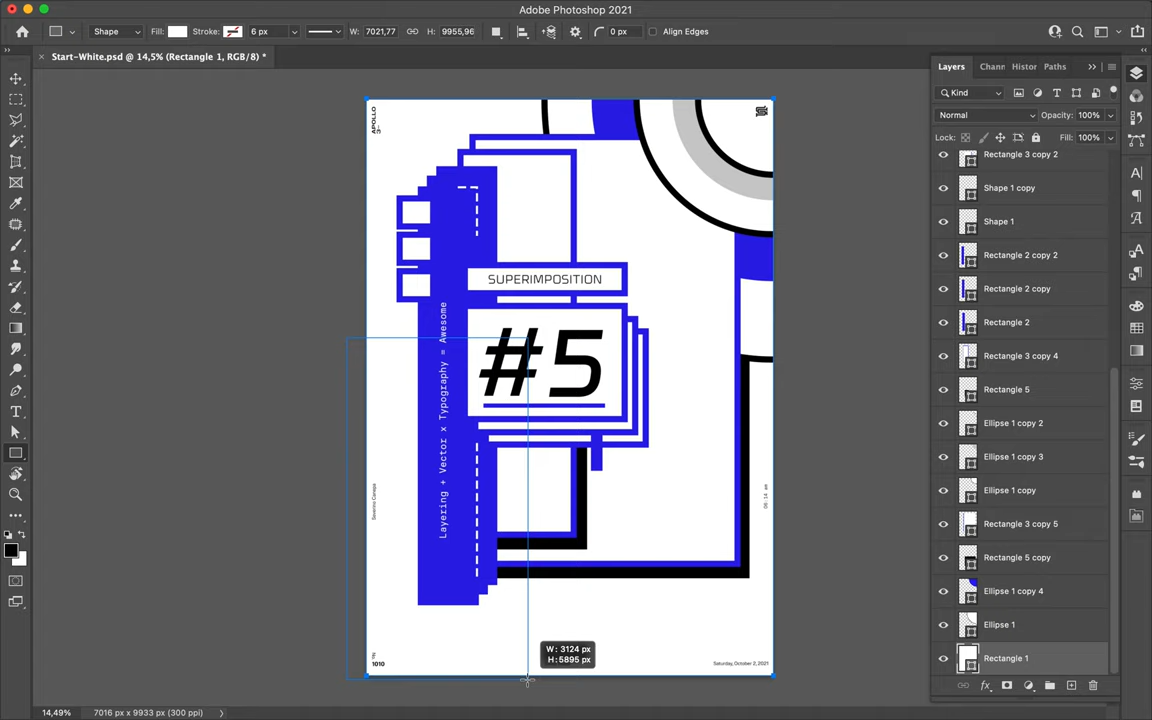 Adobe Photoshop 2021
Shape
Fill:
Stroke:
6 px
W: 7021,77
H: 9955,96
0 px
Align Edges
Start-White.psd @ 14,5% (Rectangle 1, RGB/8) *
Layers
Chann
Histor
Paths
Kind
Normal
Opacity: 100%
Lock:
Fill: 100%
Rectangle 3 copy 2
Shape 1 copy
Shape 1
Rectangle 2 copy 2
Rectangle 2 copy
Rectangle 2
Rectangle 3 copy 4
Rectangle 5
Ellipse 1 copy 2
Ellipse 1 copy 3
Ellipse 1 copy
Rectangle 3 copy 5
Rectangle 5 copy
Ellipse 1 copy 4
Ellipse 1
Rectangle 1
APOLLO
SUPERIMPOSITION
#5
Layering + Vector x Typography = Awesome
Severino Canepa
06:14 am
W: 3124 px
H: 5895 px
1010
Saturday, October 2, 2021
14,49%
7016 px x 9933 px (300 ppi)